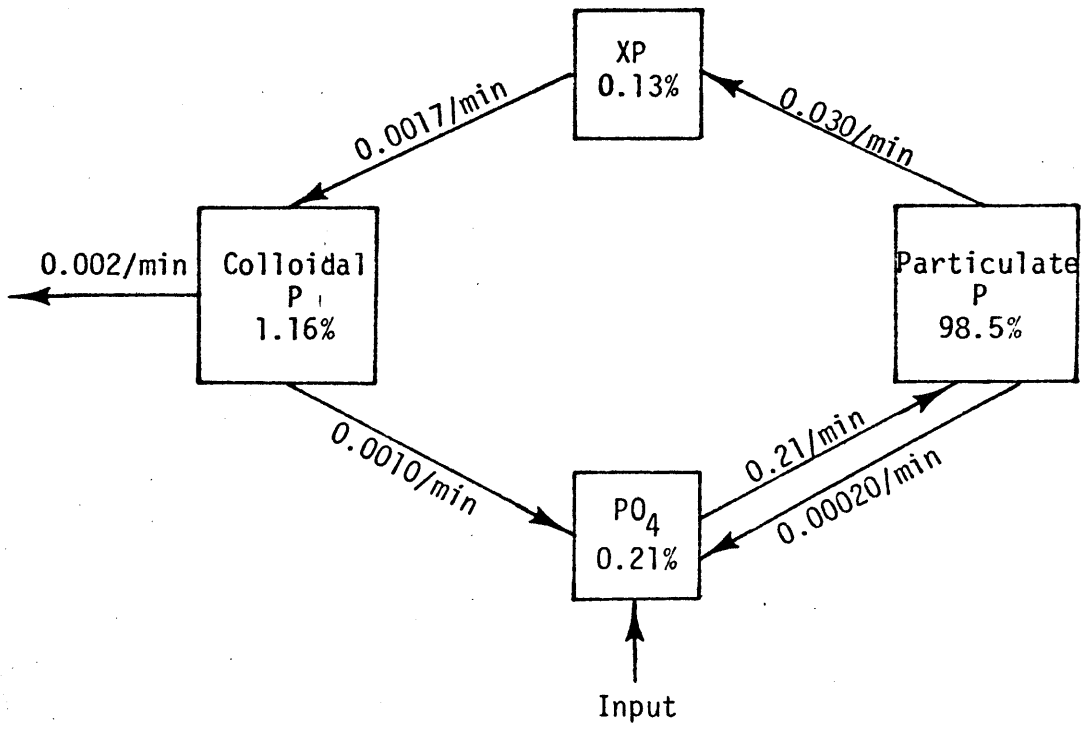 XP
0.13%
0.0017/min
0.030/min
0.002/min
Colloidal
P
1.16%
Particulate
P
98.5%
0.0010/min
0.21/min
0.00020/min
PO4
0.21%
Input